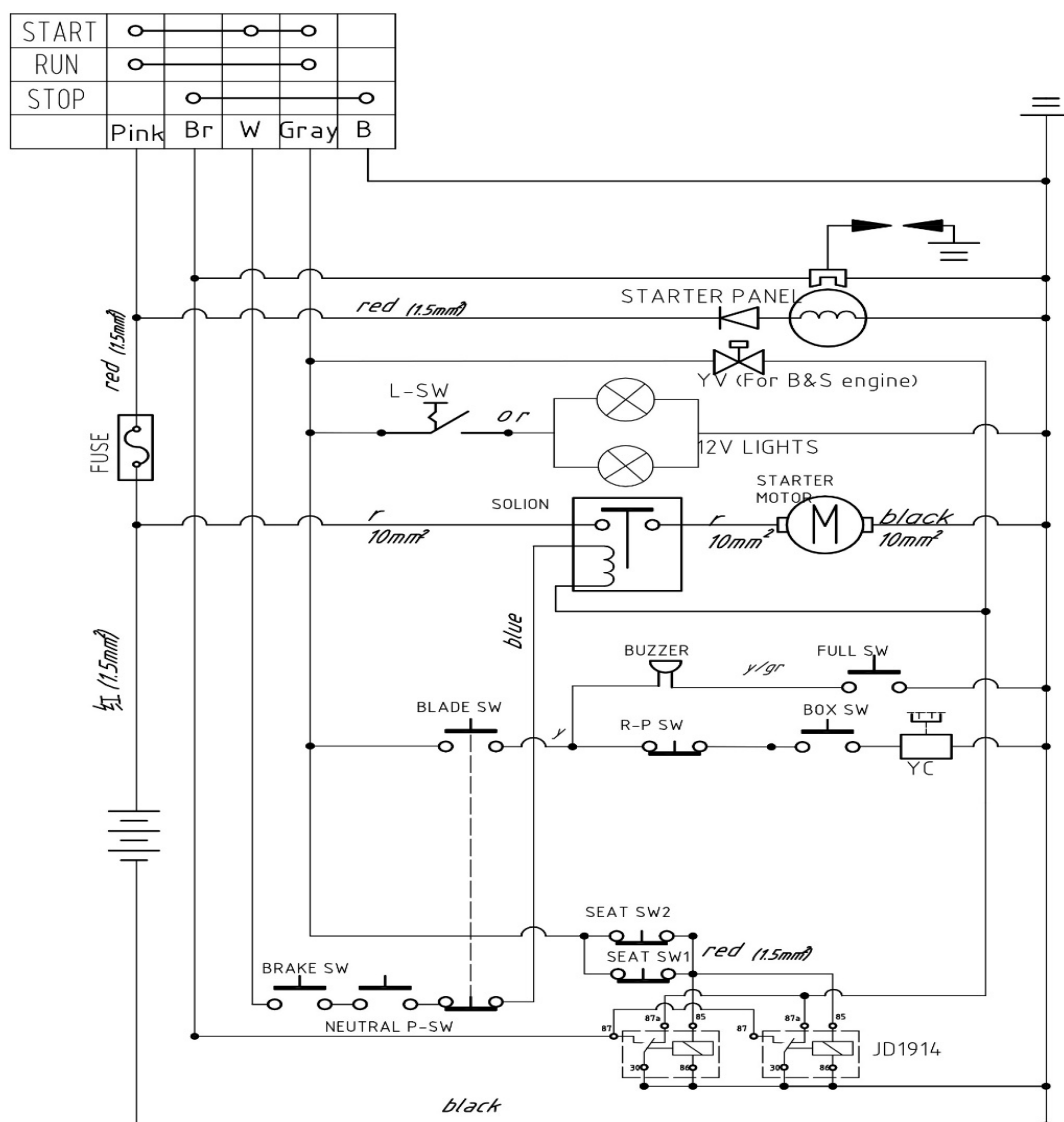 START
RUN
STOP
Pink Br W Gray B
STARTER PANEL
red (1.5mm²)
red (1.5mm²)
YV (For B&S engine)
L-SW
or
12V LIGHTS
FUSE
SOLION
STARTER
MOTOR
r
10mm²
r
10mm²
black
10mm²
M
blue
红 (1.5mm²)
BUZZER
y/gr
FULL SW
BLADE SW
y
R-P SW
BOX SW
YC
SEAT SW2
red (1.5mm²)
SEAT SW1
BRAKE SW
NEUTRAL P-SW
87 87a 85 87 87a 85
30 86 30 86
JD1914
black